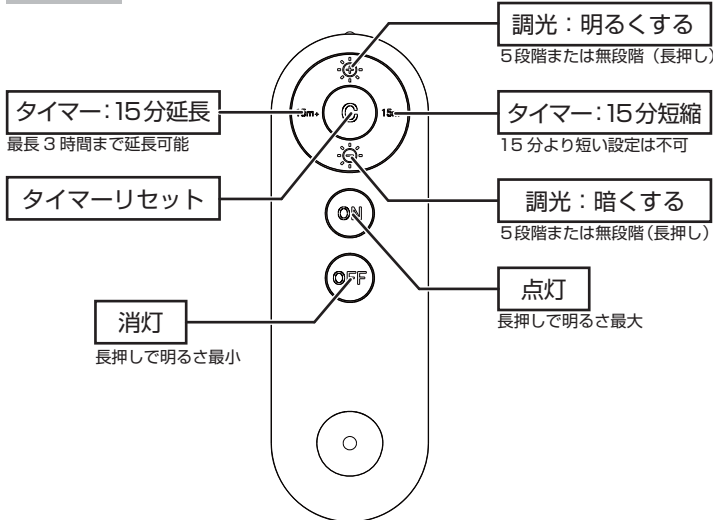 調光：明るくする
5段階または無段階（長押し）
タイマー：15分延長
最長3時間まで延長可能
タイマー：15分短縮
15分より短い設定は不可
タイマーリセット
調光：暗くする
5段階または無段階（長押し）
点灯
長押しで明るさ最大
消灯
長押しで明るさ最小
C
ON
OFF